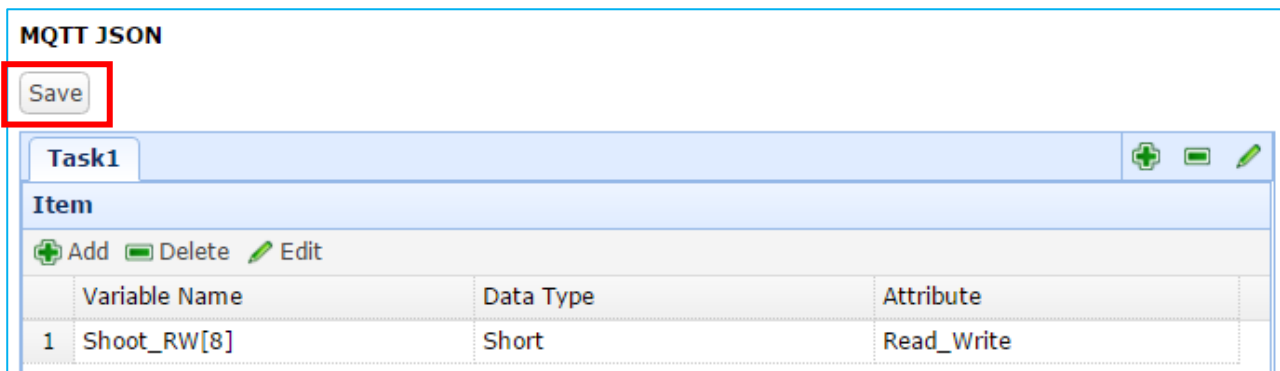 MQTT JSON
Save
Task1
Item
Add Delete Edit
Variable Name Data Type Attribute
1 Shoot_RW[8] Short Read_Write